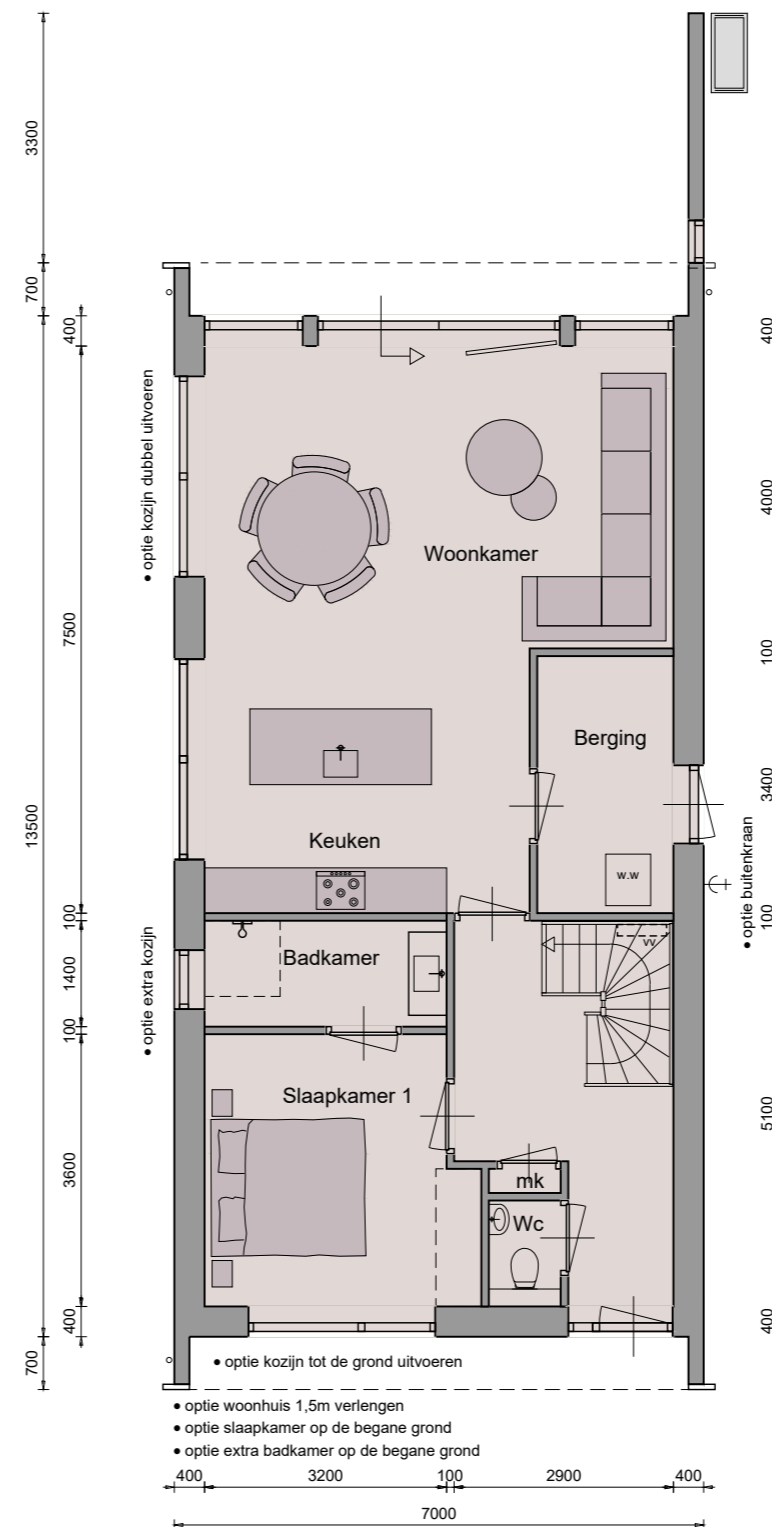 3300
700
400
400
• optie kozijn dubbel uitvoeren
4000
Woonkamer
7500
100
Berging
3400
13500
Keuken
w.w
• optie buitenkraan
100
100
vv
Badkamer
1400
• optie extra kozijn
100
Slaapkamer 1
5100
3600
mk
Wc
400
400
700
• optie kozijn tot de grond uitvoeren
• optie woonhuis 1,5m verlengen
• optie slaapkamer op de begane grond
• optie extra badkamer op de begane grond
400 3200 100 2900 400
7000